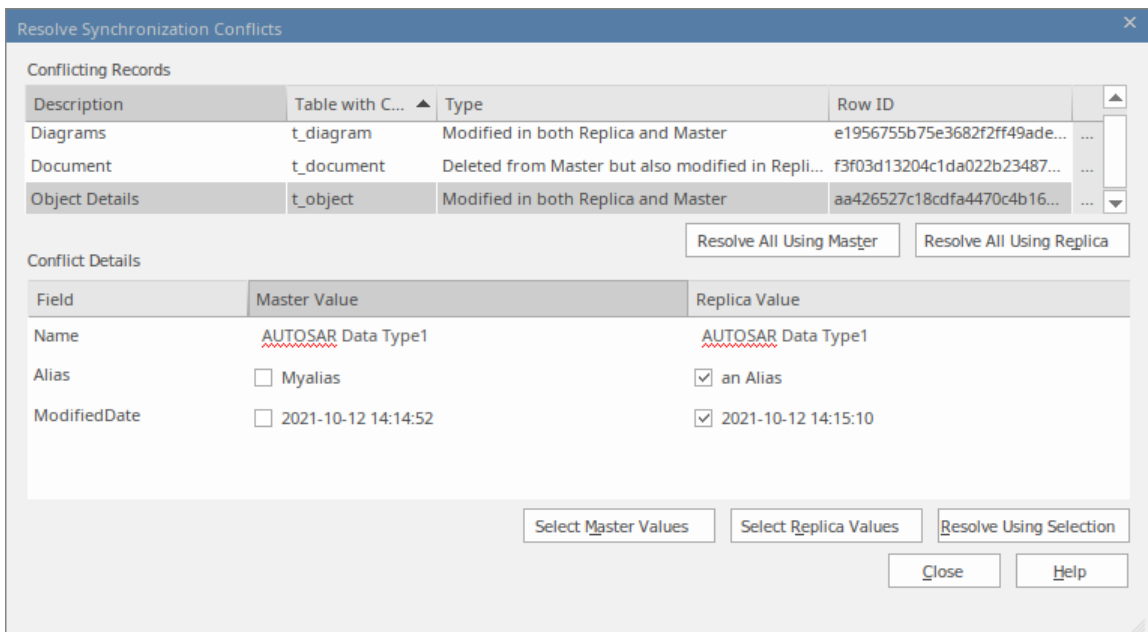 Resolve Synchronization Conflicts
Conflicting Records
Description Table with C... Type Row ID
Diagrams t_diagram Modified in both Replica and Master e1956755b75e3682f2ff49ade... ...
Document t_document Deleted from Master but also modified in Repli... f3f03d13204c1da022b23487... ...
Object Details t_object Modified in both Replica and Master aa426527c18cdfa4470c4b16... ...
Resolve All Using Master Resolve All Using Replica
Conflict Details
Field Master Value Replica Value
Name AUTOSAR Data Type1 AUTOSAR Data Type1
Alias Myalias an Alias
ModifiedDate 2021-10-12 14:14:52 2021-10-12 14:15:10
Select Master Values Select Replica Values Resolve Using Selection
Close Help